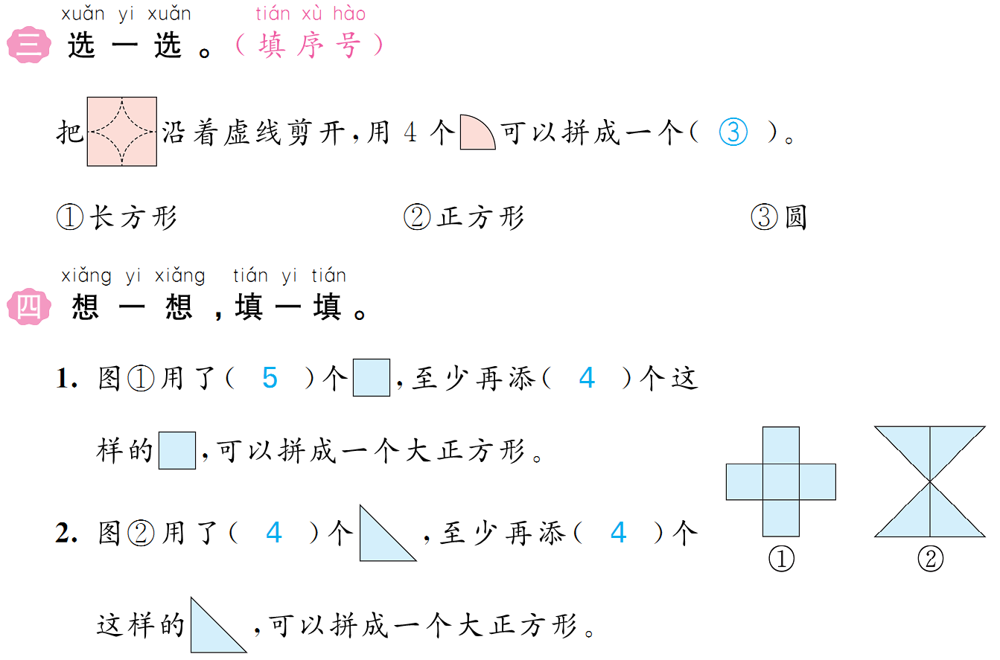 xuǎn yi xuǎn tián xù hào
三 选一选。(填序号)
把沿着虚线剪开,用4个可以拼成一个( ③ )。
①长方形 ②正方形 ③圆
xiǎng yi xiǎng tián yi tián
四 想一想,填一填。
1. 图①用了( 5 )个,至少再添( 4 )个这
样的,可以拼成一个大正方形。
2. 图②用了( 4 )个,至少再添( 4 )个
这样的,可以拼成一个大正方形。
① ②